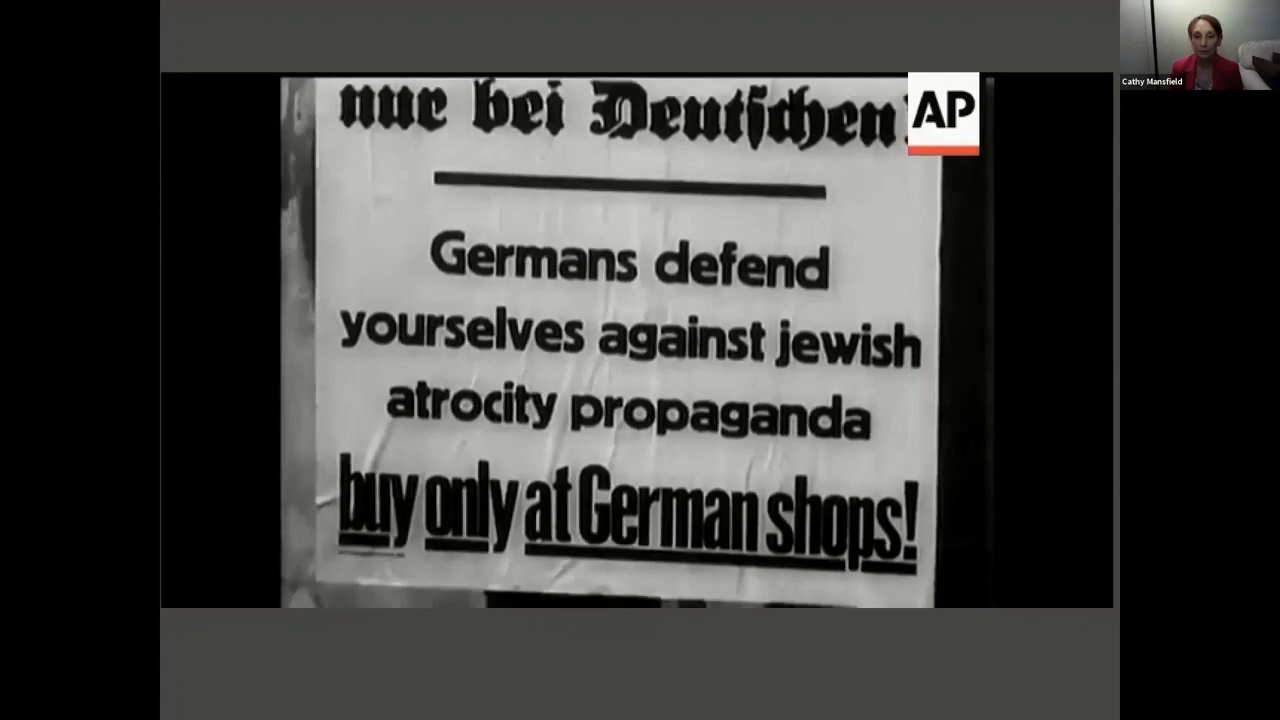 nur bei Deutschen!
AP
Germans defend
yourselves against jewish
atrocity propaganda
buy only at German shops!
Cathy Mansfield